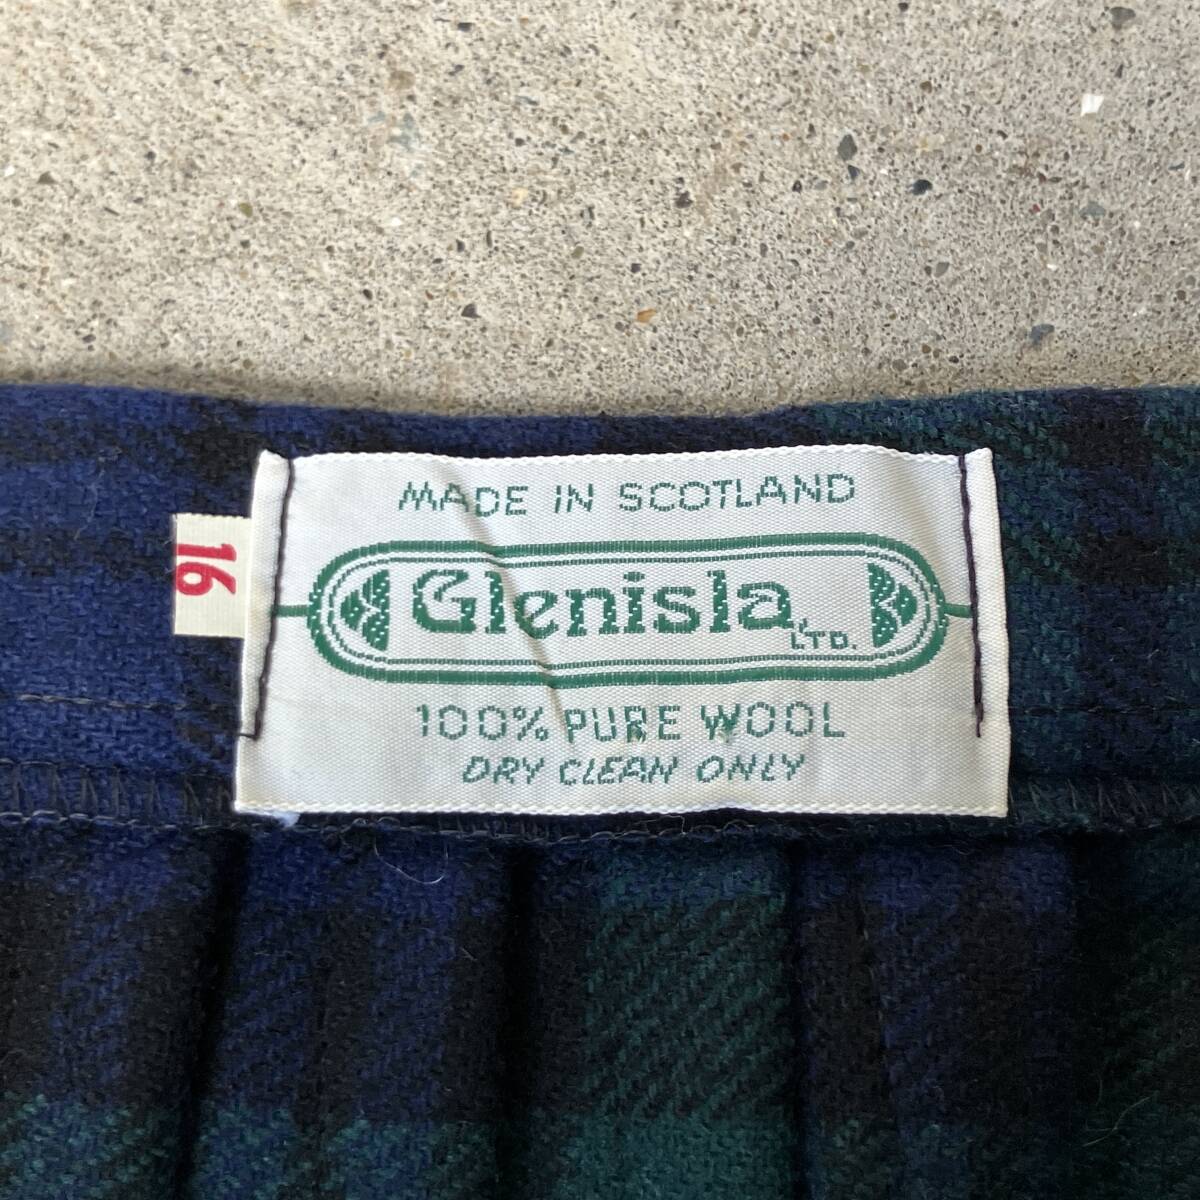 MADE IN SCOTLAND
Glenisla LTD.
100% PURE WOOL
DRY CLEAN ONLY
16